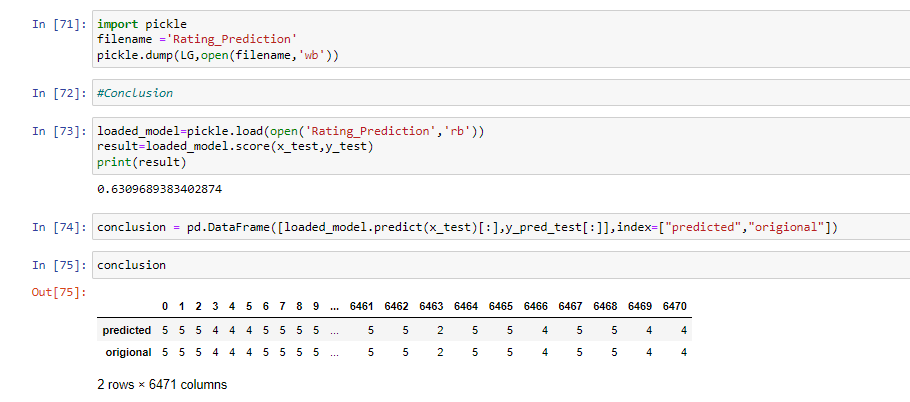 In [71]: import pickle
filename ='Rating_Prediction'
pickle.dump(LG,open(filename,'wb'))
In [72]: #Conclusion
In [73]: loaded_model=pickle.load(open('Rating_Prediction','rb'))
result=loaded_model.score(x_test,y_test)
print(result)
0.6309689383402874
In [74]: conclusion = pd.DataFrame([loaded_model.predict(x_test)[:],y_pred_test[:]],index=["predicted","origional"])
In [75]: conclusion
Out[75]:
0 1 2 3 4 5 6 7 8 9 ... 6461 6462 6463 6464 6465 6466 6467 6468 6469 6470
predicted 5 5 5 4 4 4 5 5 5 5 ... 5 5 2 5 5 4 5 5 4 4
origional 5 5 5 4 4 4 5 5 5 5 ... 5 5 2 5 5 4 5 5 4 4
2 rows × 6471 columns